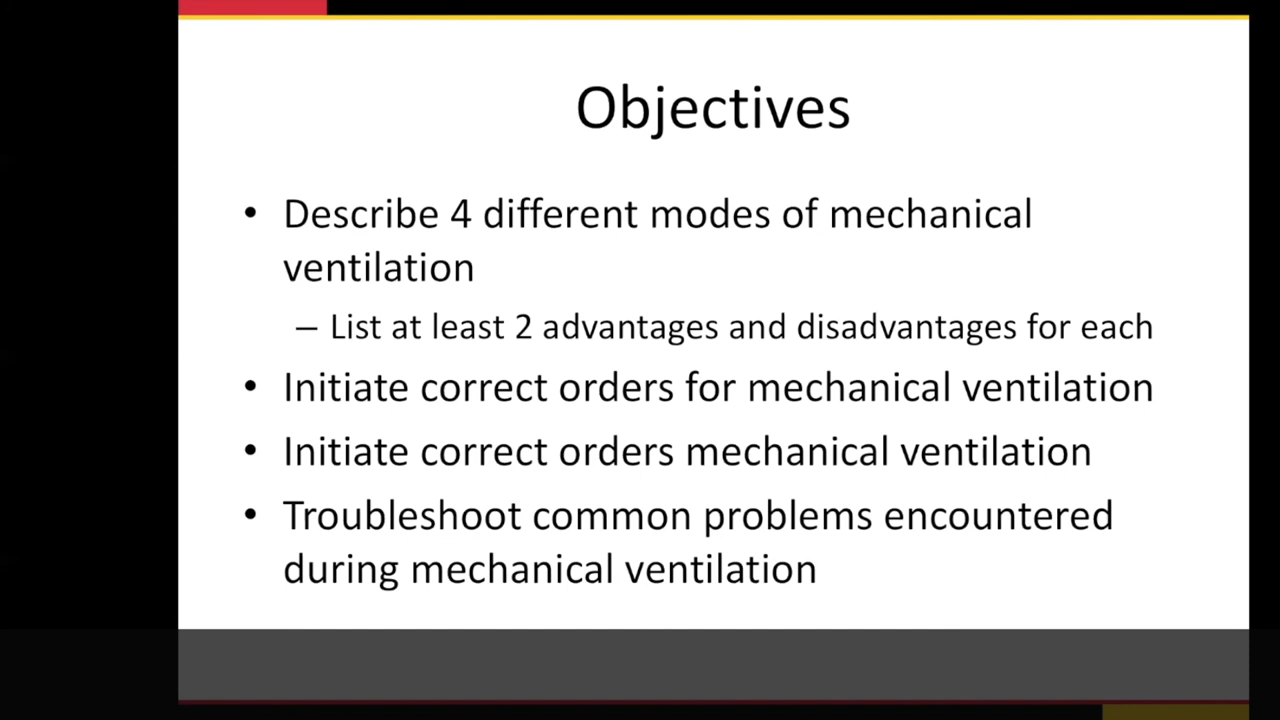 Objectives
• Describe 4 different modes of mechanical
ventilation
– List at least 2 advantages and disadvantages for each
• Initiate correct orders for mechanical ventilation
• Initiate correct orders mechanical ventilation
• Troubleshoot common problems encountered
during mechanical ventilation